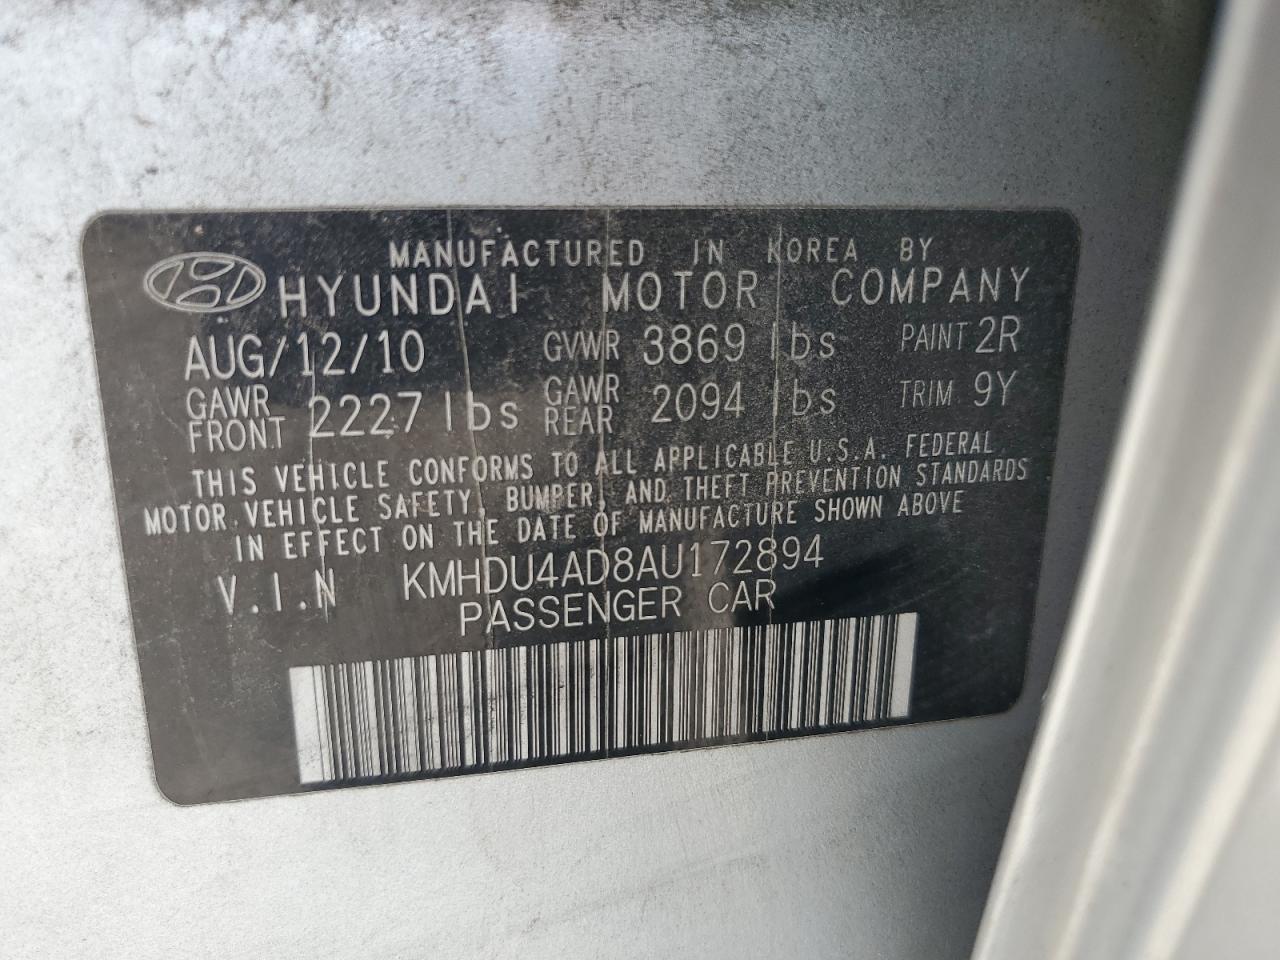 MANUFACTURED IN KOREA BY
HYUNDAI MOTOR COMPANY
AUG/12/10 GVWR 3869 lbs PAINT 2R
GAWR FRONT 2227 lbs GAWR REAR 2094 lbs TRIM 9Y
THIS VEHICLE CONFORMS TO ALL APPLICABLE U.S.A. FEDERAL
MOTOR VEHICLE SAFETY, BUMPER, AND THEFT PREVENTION STANDARDS
IN EFFECT ON THE DATE OF MANUFACTURE SHOWN ABOVE
V.I.N KMHDU4AD8AU172894
PASSENGER CAR